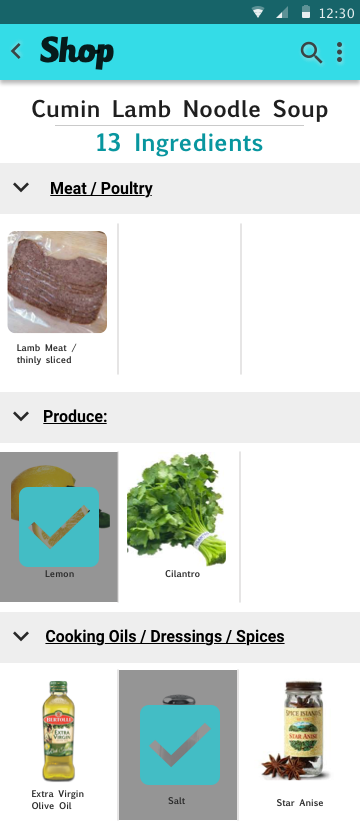 12:30
Shop
Cumin Lamb Noodle Soup
13 Ingredients
Meat / Poultry
Lamb Meat /
thinly sliced
Produce:
Lemon
Cilantro
Cooking Oils / Dressings / Spices
BERTOLLI
EXTRA
VIRGIN
SPICE ISLANDS
STAR ANISE
Extra Virgin
Olive Oil
Salt
Star Anise